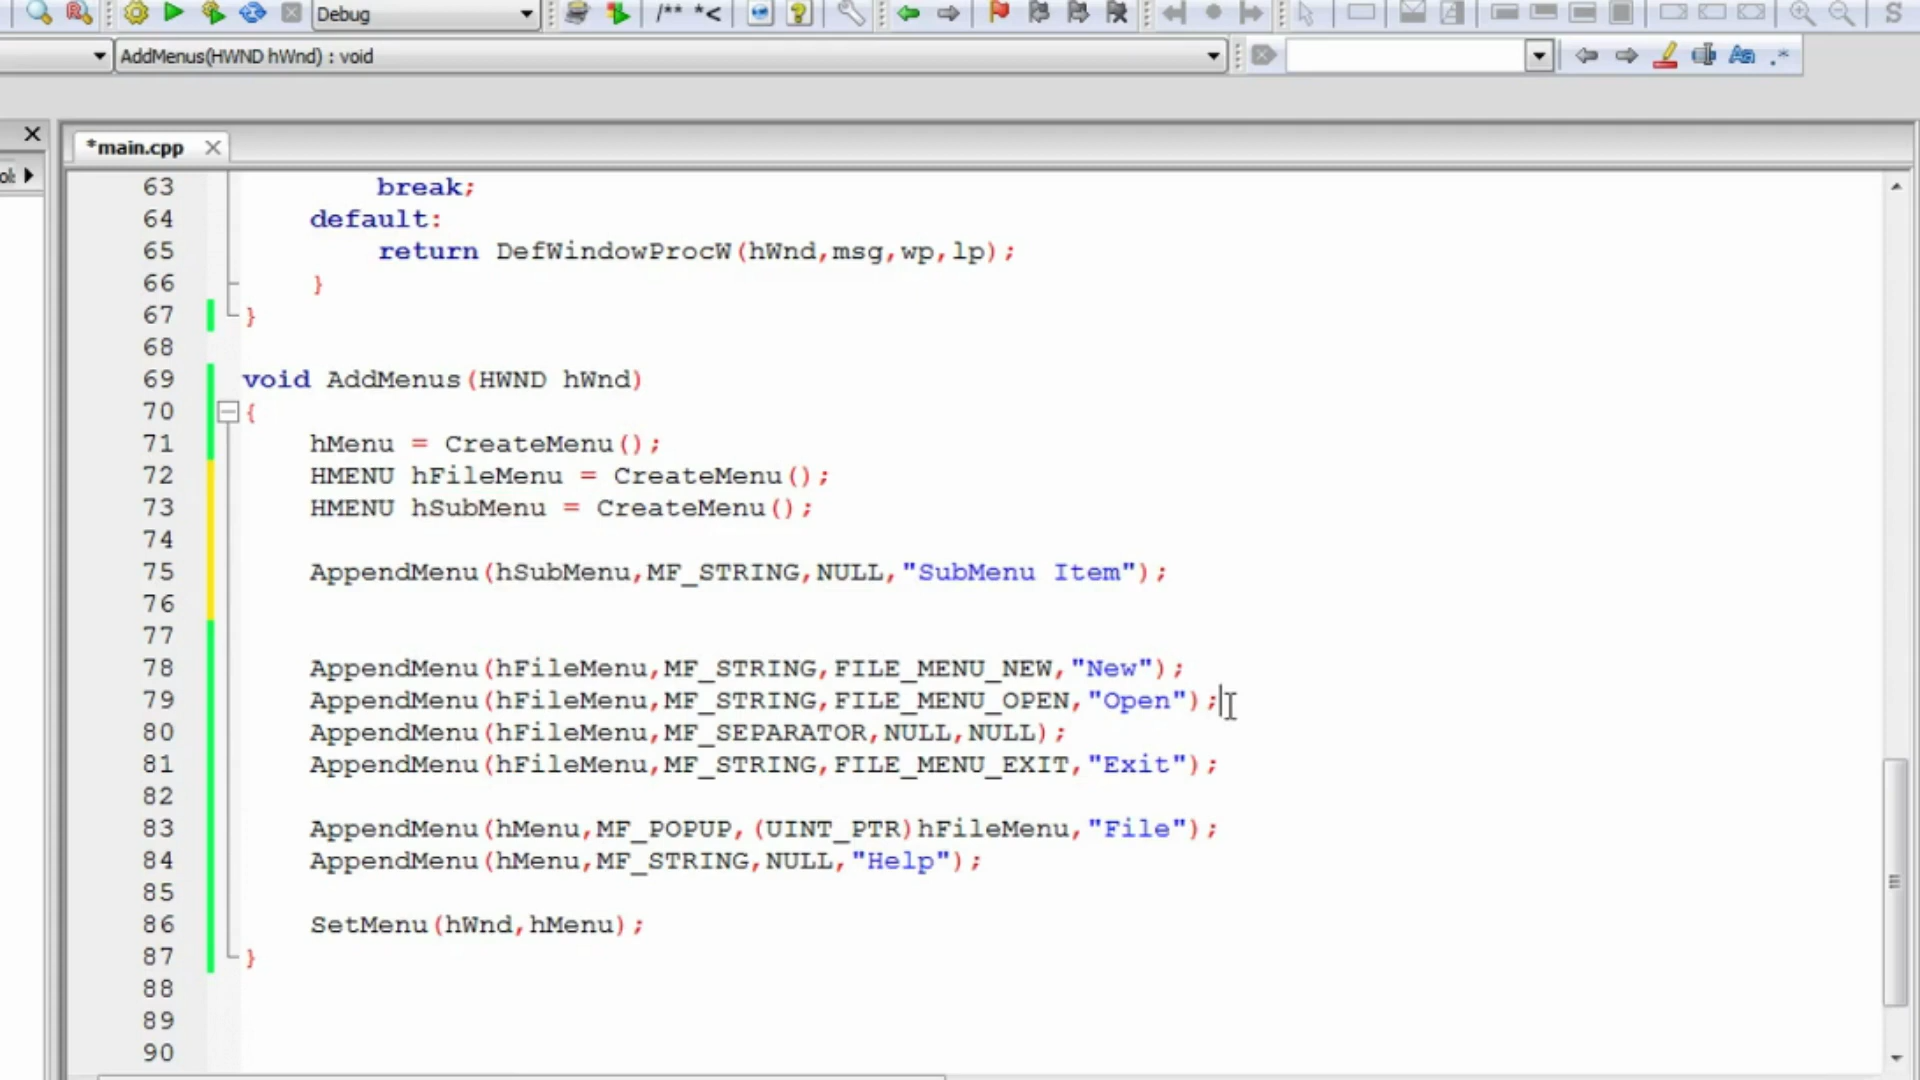 Debug
/** *<
AddMenus(HWND hWnd) : void
Aa .*
*main.cpp
63 break;
64 default:
65 return DefWindowProcW(hWnd,msg,wp,lp);
66 }
67 }
68
69 void AddMenus(HWND hWnd)
70 {
71 hMenu = CreateMenu();
72 HMENU hFileMenu = CreateMenu();
73 HMENU hSubMenu = CreateMenu();
74
75 AppendMenu(hSubMenu,MF_STRING,NULL,"SubMenu Item");
76
77
78 AppendMenu(hFileMenu,MF_STRING,FILE_MENU_NEW,"New");
79 AppendMenu(hFileMenu,MF_STRING,FILE_MENU_OPEN,"Open");
80 AppendMenu(hFileMenu,MF_SEPARATOR,NULL,NULL);
81 AppendMenu(hFileMenu,MF_STRING,FILE_MENU_EXIT,"Exit");
82
83 AppendMenu(hMenu,MF_POPUP,(UINT_PTR)hFileMenu,"File");
84 AppendMenu(hMenu,MF_STRING,NULL,"Help");
85
86 SetMenu(hWnd,hMenu);
87 }
88
89
90